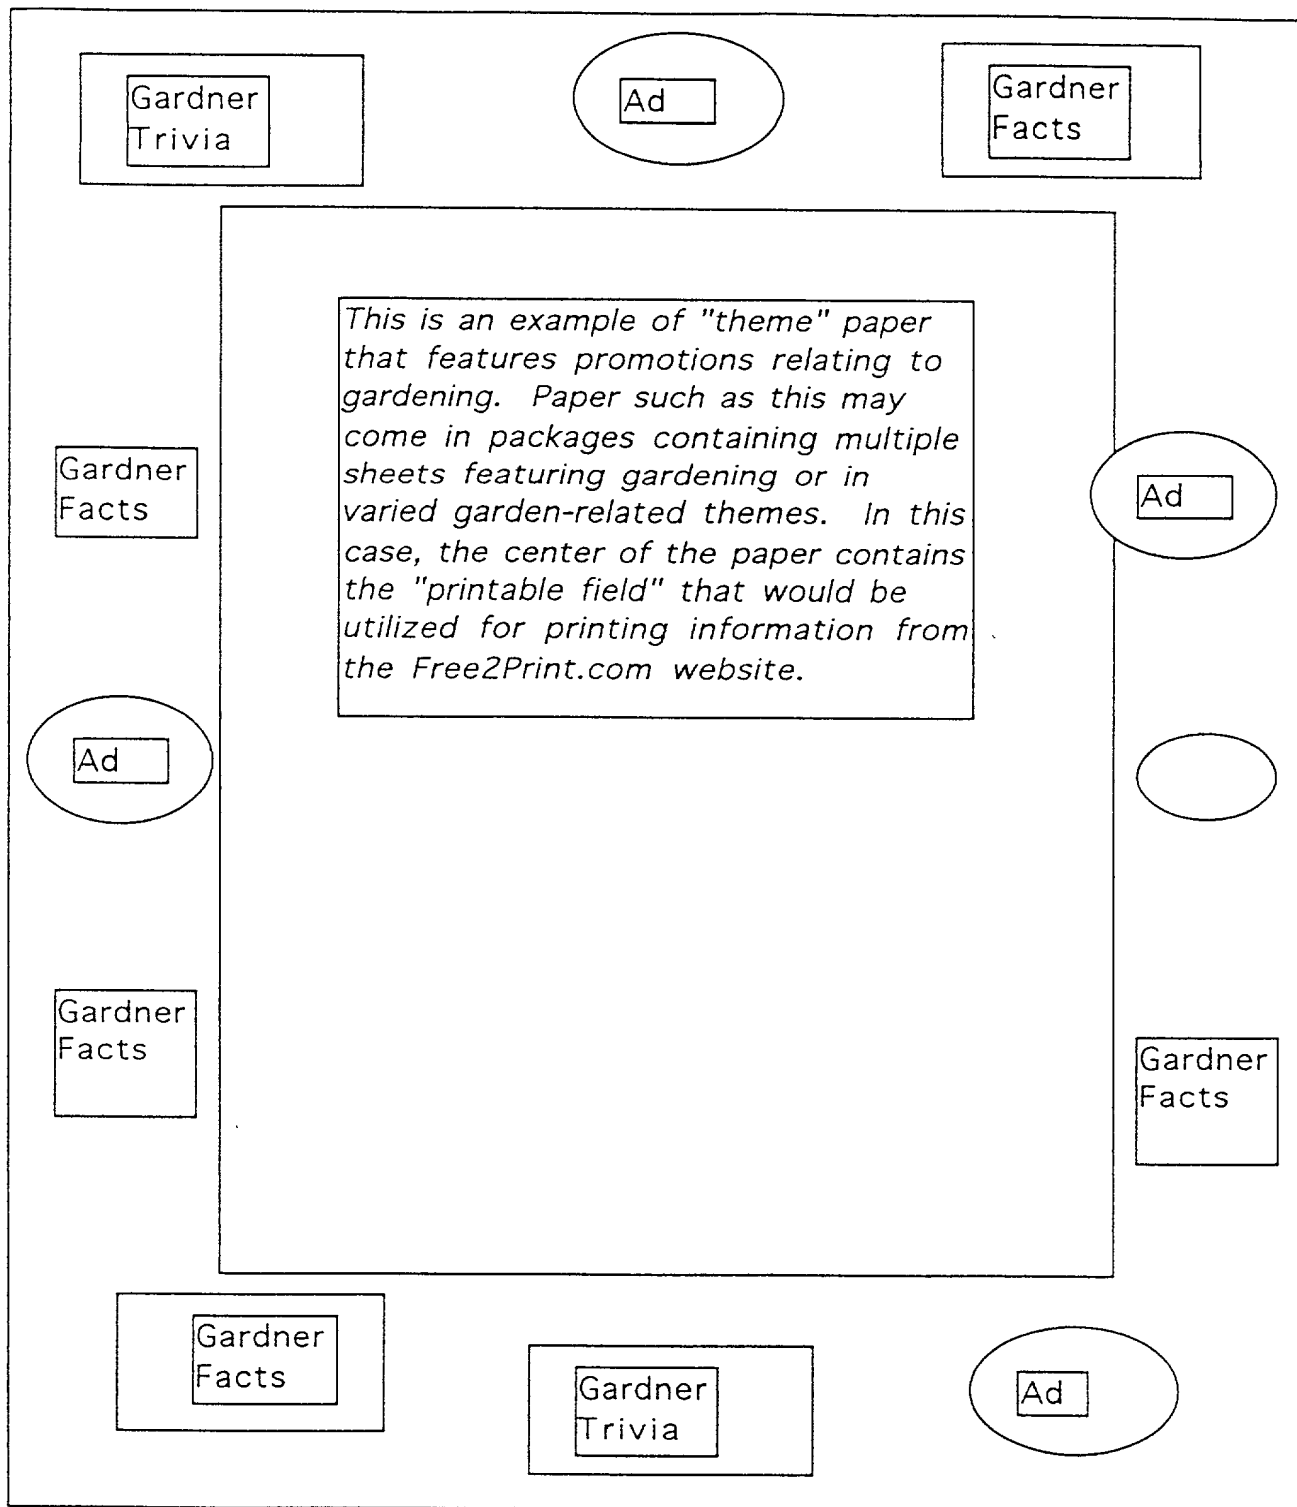 Gardner
Trivia
Ad
Gardner
Facts
This is an example of "theme" paper
that features promotions relating to
gardening.  Paper such as this may
come in packages containing multiple
sheets featuring gardening or in
varied garden-related themes.  In this
case, the center of the paper contains
the "printable field" that would be
utilized for printing information from
the Free2Print.com website.
Gardner
Facts
Ad
Ad
Gardner
Facts
Gardner
Facts
Gardner
Facts
Gardner
Trivia
Ad